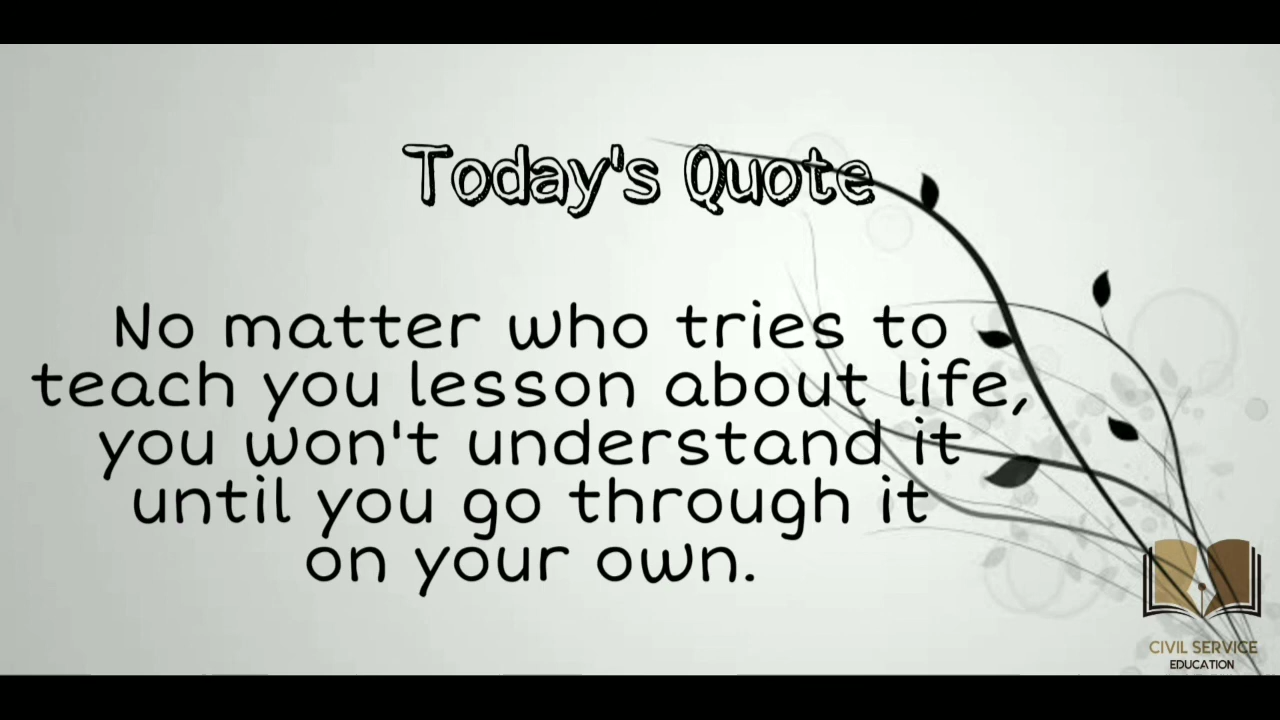 Today's Quote
No matter who tries to
teach you lesson about life,
you won't understand it
until you go through it
on your own.
CIVIL SERVICE
EDUCATION